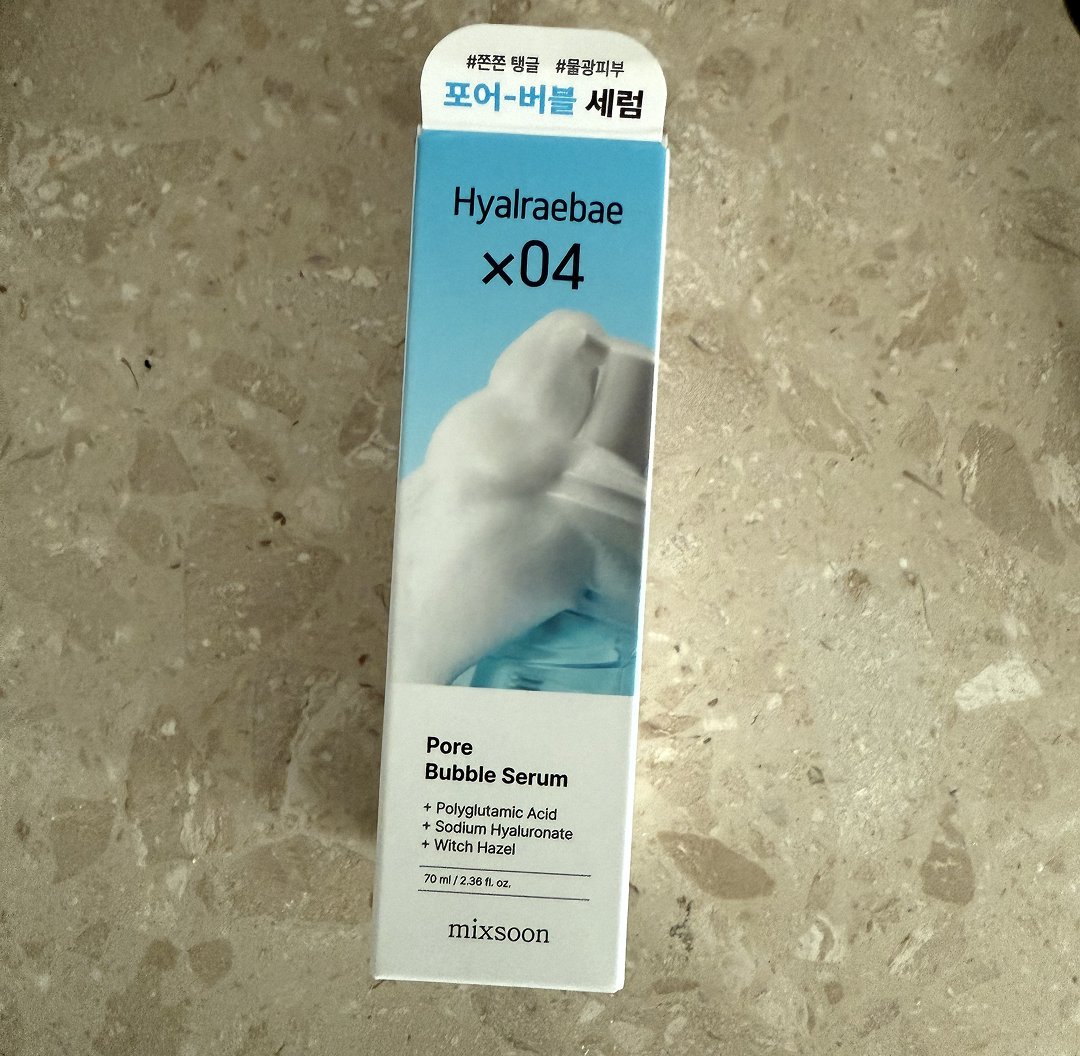 #쫀쫀 탱글 #물광피부
포어-버블 세럼
Hyalraebae
×04
Pore
Bubble Serum
+ Polyglutamic Acid
+ Sodium Hyaluronate
+ Witch Hazel
70 ml / 2.36 fl. oz.
mixsoon